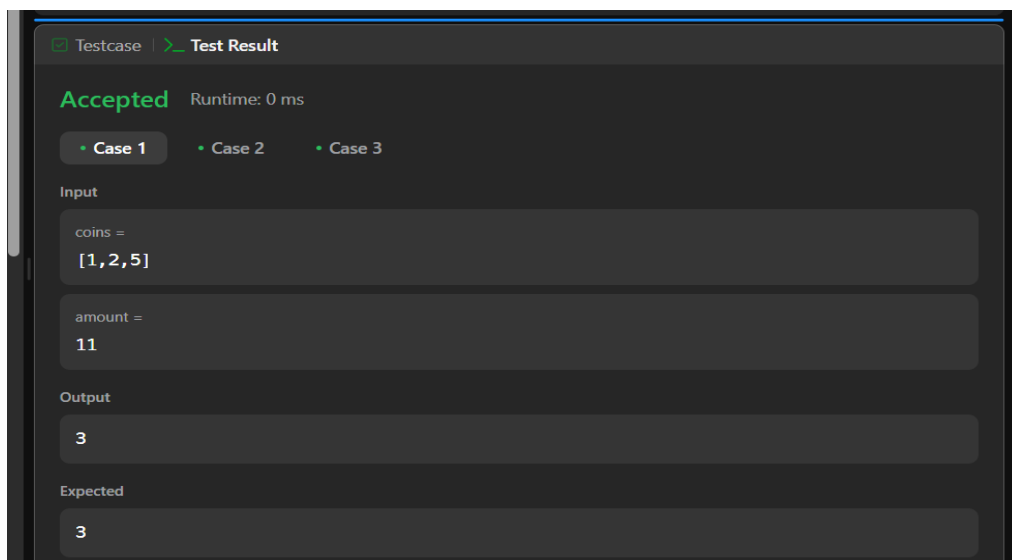 Testcase | >_ Test Result
Accepted Runtime: 0 ms
• Case 1 • Case 2 • Case 3
Input
coins =
[1,2,5]
amount =
11
Output
3
Expected
3